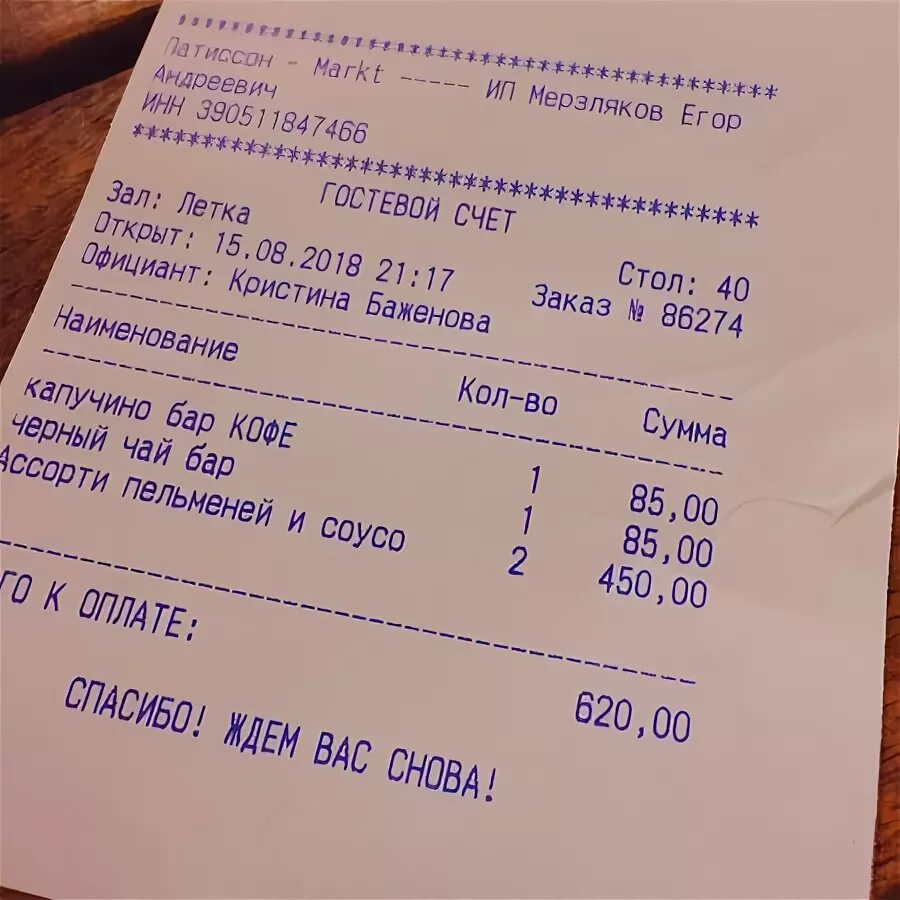 ************************************
Патиссон - Markt ----- ИП Мерзляков Егор
Андреевич
ИНН 390511847466
************************************
ГОСТЕВОЙ СЧЕТ
Зал: Летка Стол: 40
Открыт: 15.08.2018 21:17 Заказ № 86274
Официант: Кристина Баженова
Наименование Кол-во Сумма
капучино бар КОФЕ 1 85,00
черный чай бар 1 85,00
Ассорти пельменей и соусо 2 450,00
ГО К ОПЛАТЕ: 620,00
СПАСИБО! ЖДЕМ ВАС СНОВА!